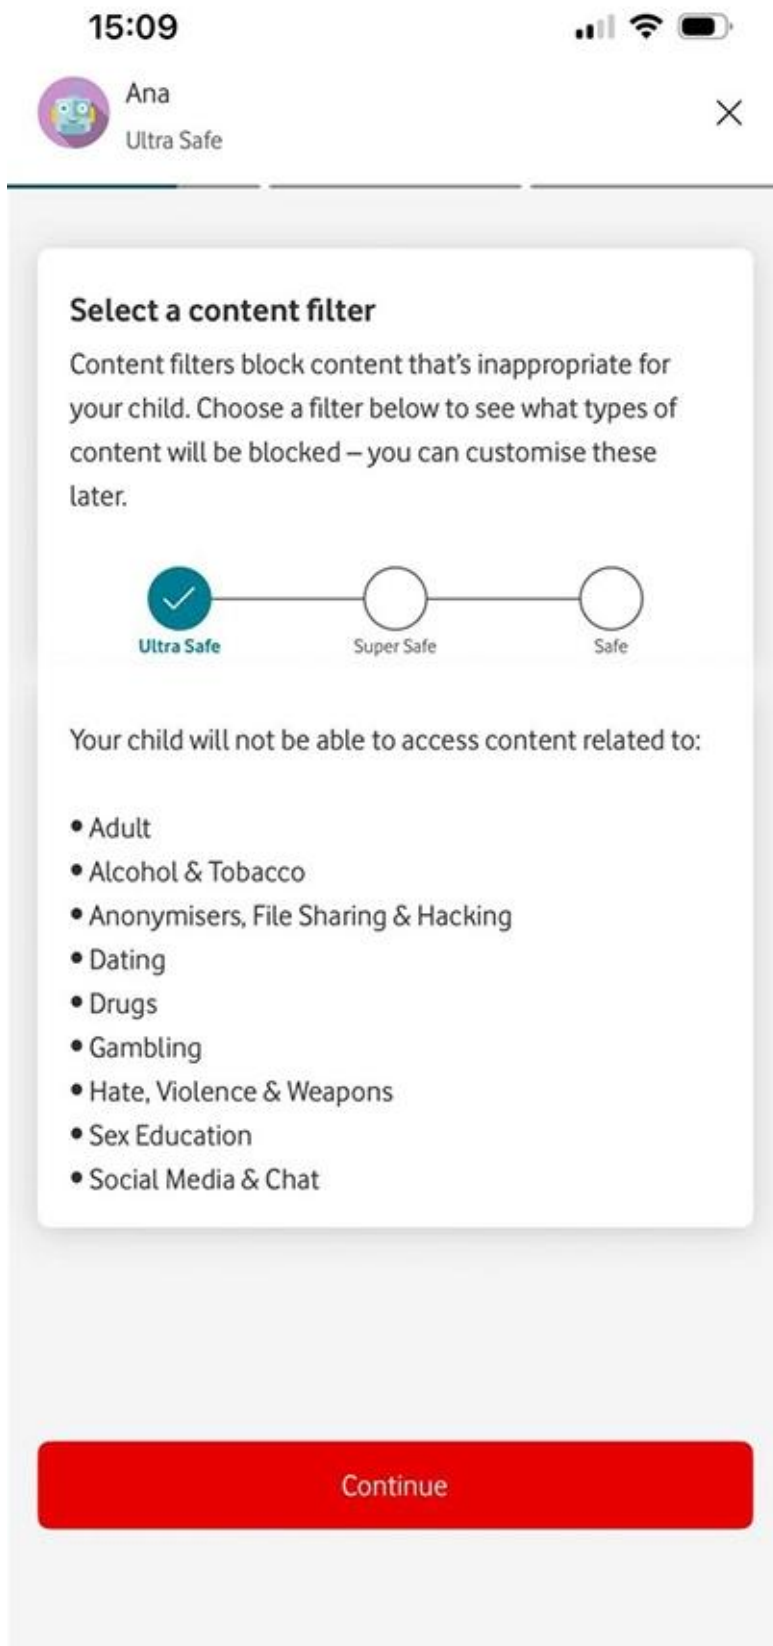 15:09
Ana
Ultra Safe
Select a content filter
Content filters block content that's inappropriate for
your child. Choose a filter below to see what types of
content will be blocked – you can customise these
later.
Ultra Safe
Super Safe
Safe
Your child will not be able to access content related to:
• Adult
• Alcohol & Tobacco
• Anonymisers, File Sharing & Hacking
• Dating
• Drugs
• Gambling
• Hate, Violence & Weapons
• Sex Education
• Social Media & Chat
Continue